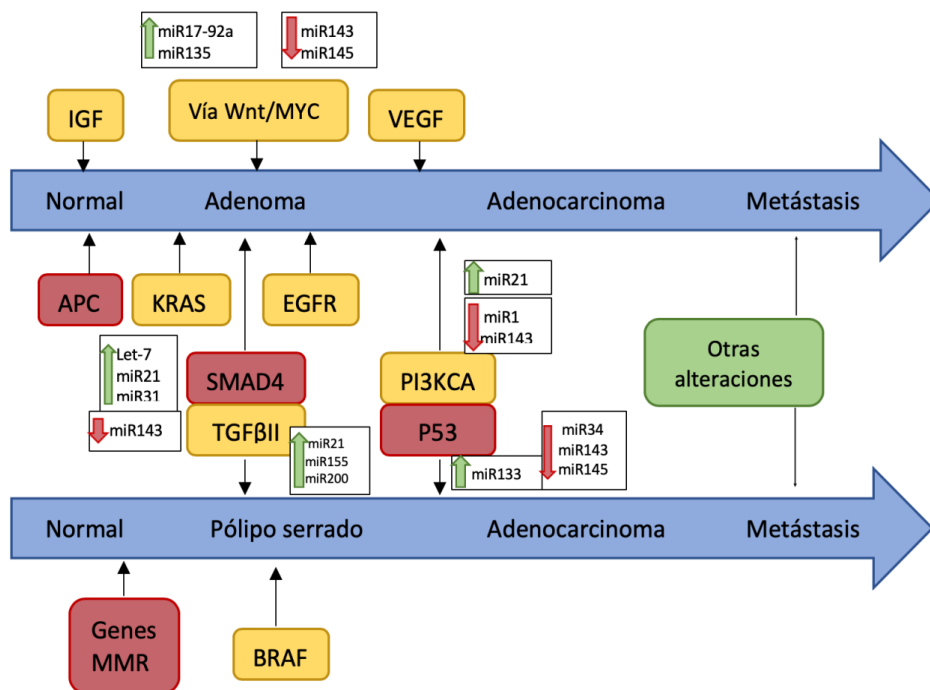 miR17-92a
miR135
miR143
miR145
IGF
Vía Wnt/MYC
VEGF
Normal
Adenoma
Adenocarcinoma
Metástasis
APC
KRAS
EGFR
miR21
miR1
miR143
Let-7
miR21
miR31
miR143
SMAD4
TGFβII
miR21
miR155
miR200
PI3KCA
P53
miR133
miR34
miR143
miR145
Otras
alteraciones
Normal
Pólipo serrado
Adenocarcinoma
Metástasis
Genes
MMR
BRAF